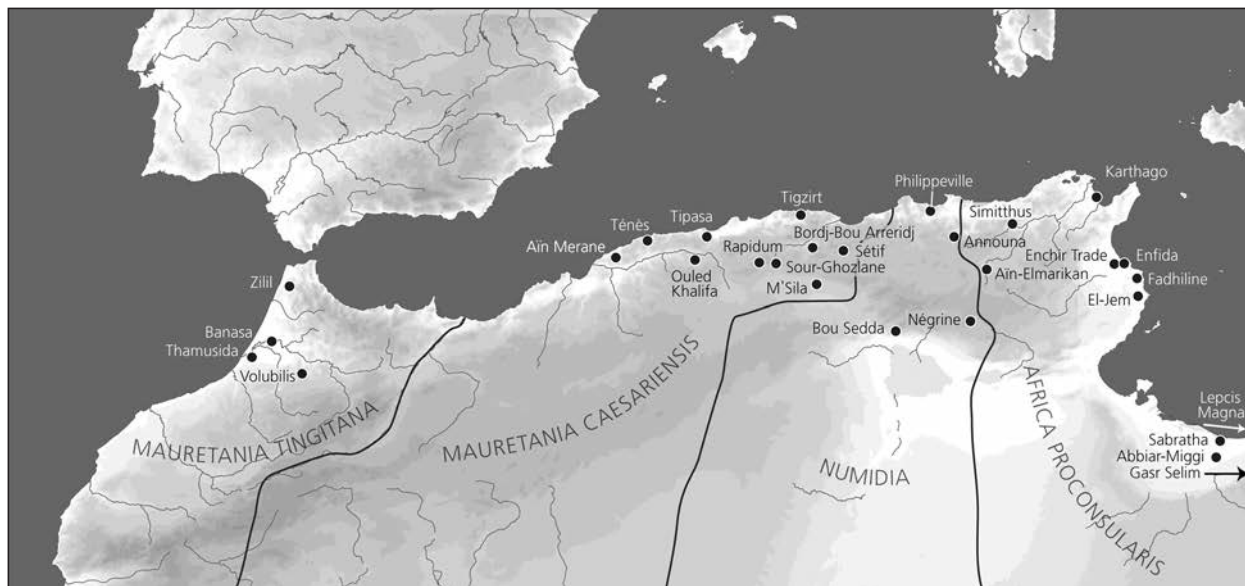 Karthago
Philippeville
Simitthus
Tigzirt
Tipasa
Ténès
Bordj-Bou Arreridj
Announa
Aïn Merane
Rapidum
Sétif
Enchir Trade
Enfida
Sour-Ghozlane
Aïn-Elmarikan
Ouled
Khalifa
Fadhiline
Zilil
M'Sila
El-Jem
Négrine
Bou Sedda
Banasa
Thamusida
Volubilis
MAURETANIA TINGITANA
MAURETANIA CAESARIENSIS
NUMIDIA
AFRICA PROCONSULARIS
Lepcis
Magna
Sabratha
Abbiar-Miggi
Gasr Selim